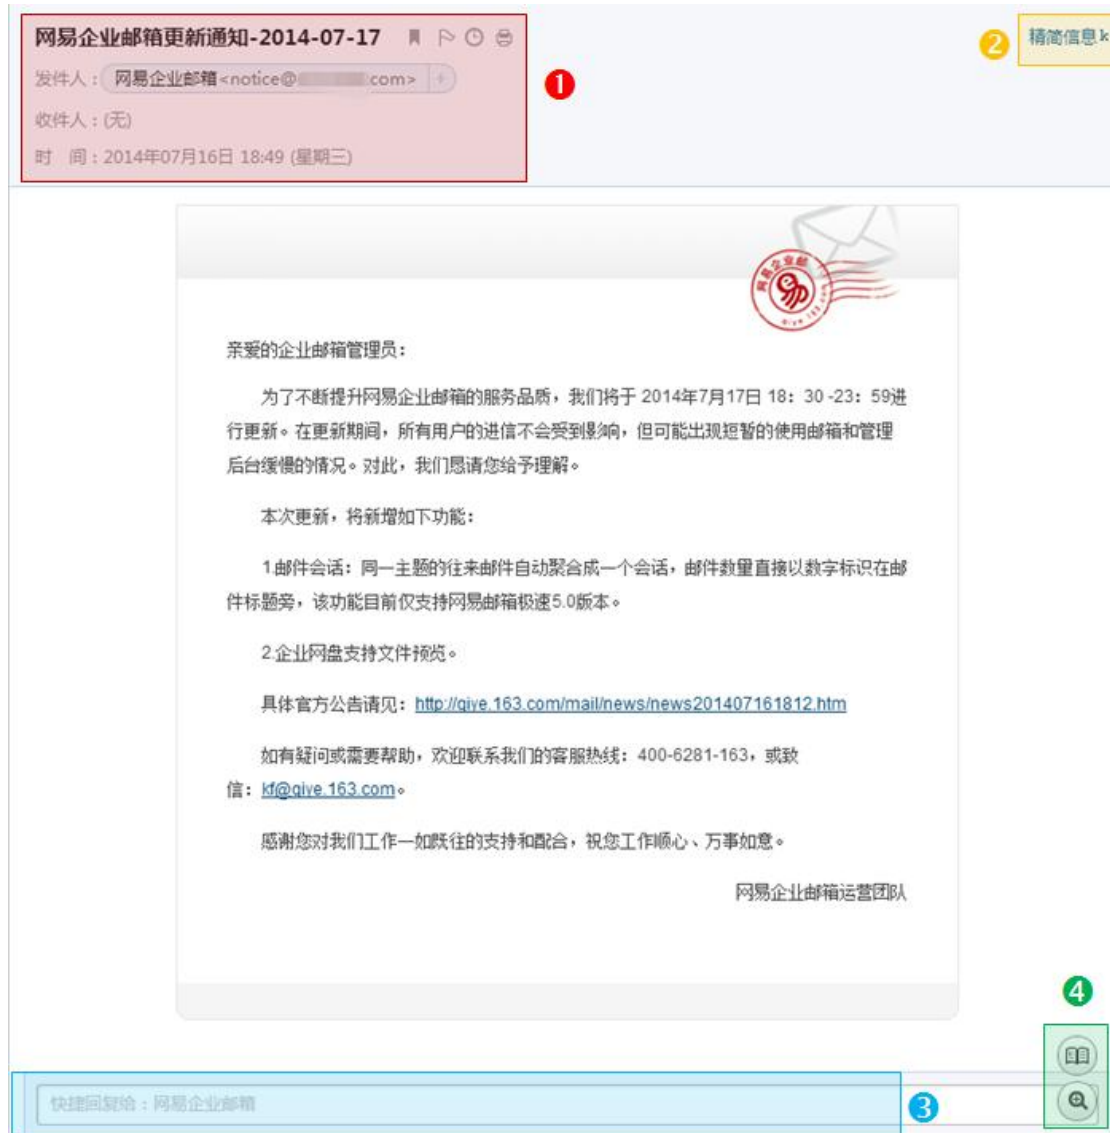 网易企业邮箱更新通知-2014-07-17
发件人：网易企业邮箱<notice@ com> +
收件人：(无)
时 间：2014年07月16日 18:49 (星期三)
1
2
精简信息
网易企业邮
亲爱的企业邮箱管理员：
为了不断提升网易企业邮箱的服务品质，我们将于 2014年7月17日 18：30 -23：59进
行更新。在更新期间，所有用户的进信不会受到影响，但可能出现短暂的使用邮箱和管理
后台缓慢的情况。对此，我们恳请您给予理解。
本次更新，将新增如下功能：
1.邮件会话：同一主题的往来邮件自动聚合成一个会话，邮件数量直接以数字标识在邮
件标题旁，该功能目前仅支持网易邮箱极速5.0版本。
2.企业网盘支持文件预览。
具体官方公告请见：http://qiye.163.com/mail/news/news201407161812.htm
如有疑问或需要帮助，欢迎联系我们的客服热线：400-6281-163，或致
信：kf@qiye.163.com。
感谢您对我们工作一如既往的支持和配合，祝您工作顺心、万事如意。
网易企业邮箱运营团队
4
快捷回复给：网易企业邮箱
3